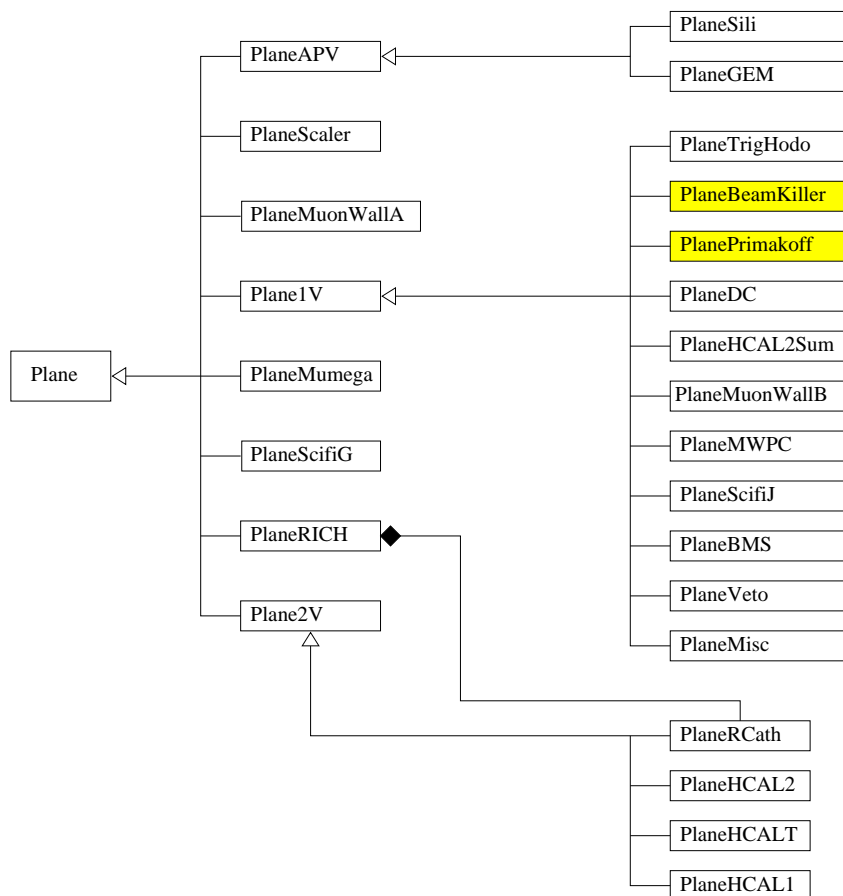 Plane
PlaneAPV
PlaneScaler
PlaneMuonWallA
Plane1V
PlaneMumega
PlaneScifiG
PlaneRICH
Plane2V
PlaneSili
PlaneGEM
PlaneTrigHodo
PlaneBeamKiller
PlanePrimakoff
PlaneDC
PlaneHCAL2Sum
PlaneMuonWallB
PlaneMWPC
PlaneScifiJ
PlaneBMS
PlaneVeto
PlaneMisc
PlaneRCath
PlaneHCAL2
PlaneHCALT
PlaneHCAL1